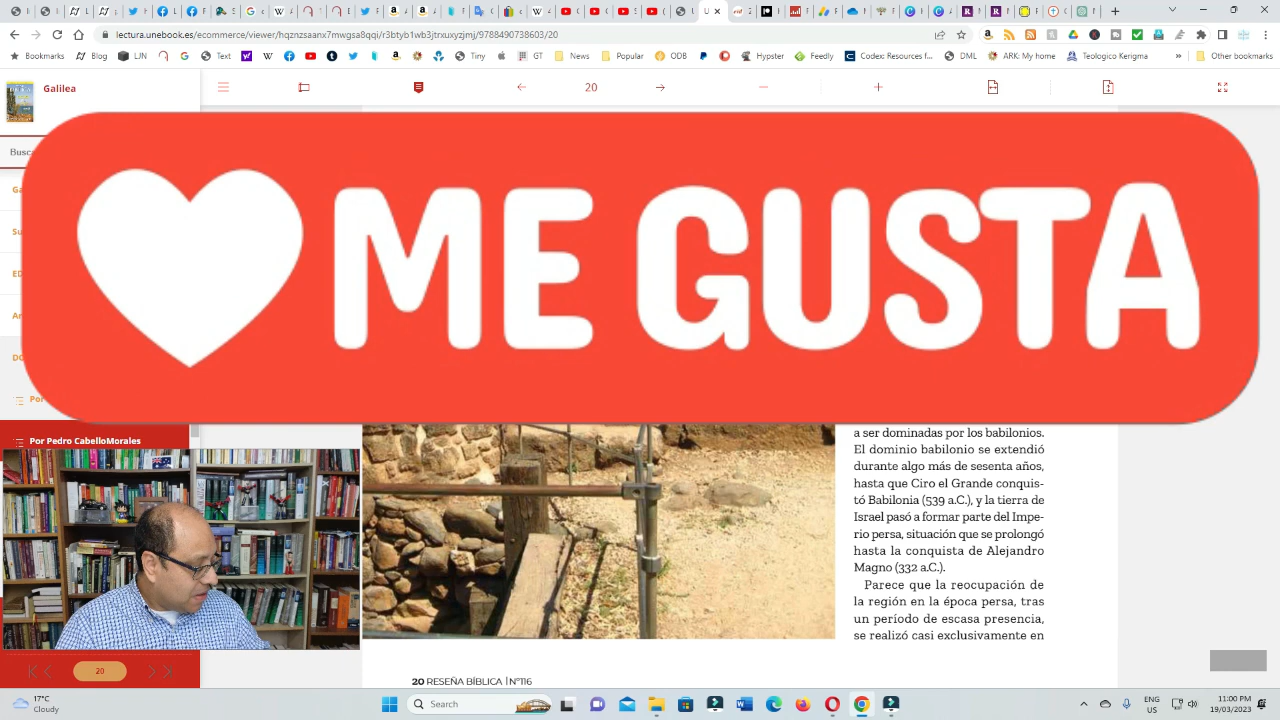 lectura.unebook.es/ecommerce/viewer/hqznzsaanx7mwgsa8qqi/r3btyb1wb3jtrxuxyzjmj/9788490738603/20
Bookmarks
Blog
LJN
Text
Tiny
Popular
ODB
Hypter
Feedly
Codex Resources f...
DML
ARK: My home
Teologico Kerigma
Other bookmarks
Galilea
20
ME GUSTA
Por Pedro CabelloMorales
a ser dominadas por los babilonios.
El dominio babilonio se extendió
durante algo más de sesenta años,
hasta que Ciro el Grande conquis-
tó Babilonia (539 a.C.), y la tierra de
Israel pasó a formar parte del Impe-
rio persa, situación que se prolongó
hasta la conquista de Alejandro
Magno (332 a.C.).
Parece que la reocupación de
la región en la época persa, tras
un período de escasa presencia,
se realizó casi exclusivamente en
20 RESEÑA BÍBLICA | Nº116
20
17°C
Cloudy
Search
ENG
US
11:00 PM
19/03/2023